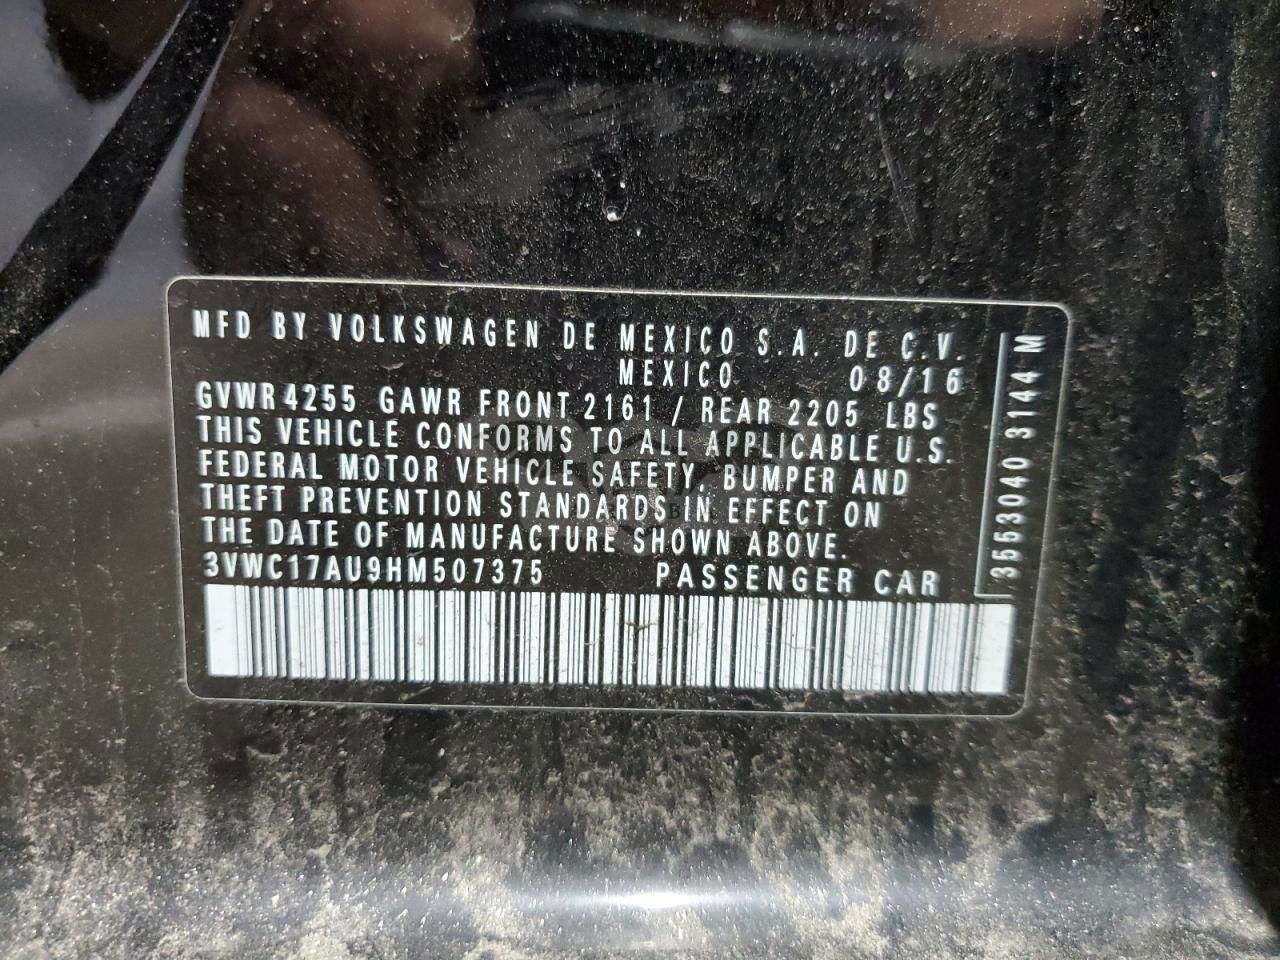 MFD BY VOLKSWAGEN DE MEXICO S.A. DE C.V.
MEXICO 08/16
GVWR 4255 GAWR FRONT 2161 / REAR 2205 LBS
THIS VEHICLE CONFORMS TO ALL APPLICABLE U.S.
FEDERAL MOTOR VEHICLE SAFETY, BUMPER AND
THEFT PREVENTION STANDARDS IN EFFECT ON
THE DATE OF MANUFACTURE SHOWN ABOVE.
3VWC17AU9HM507375 PASSENGER CAR
3553040 3144 M